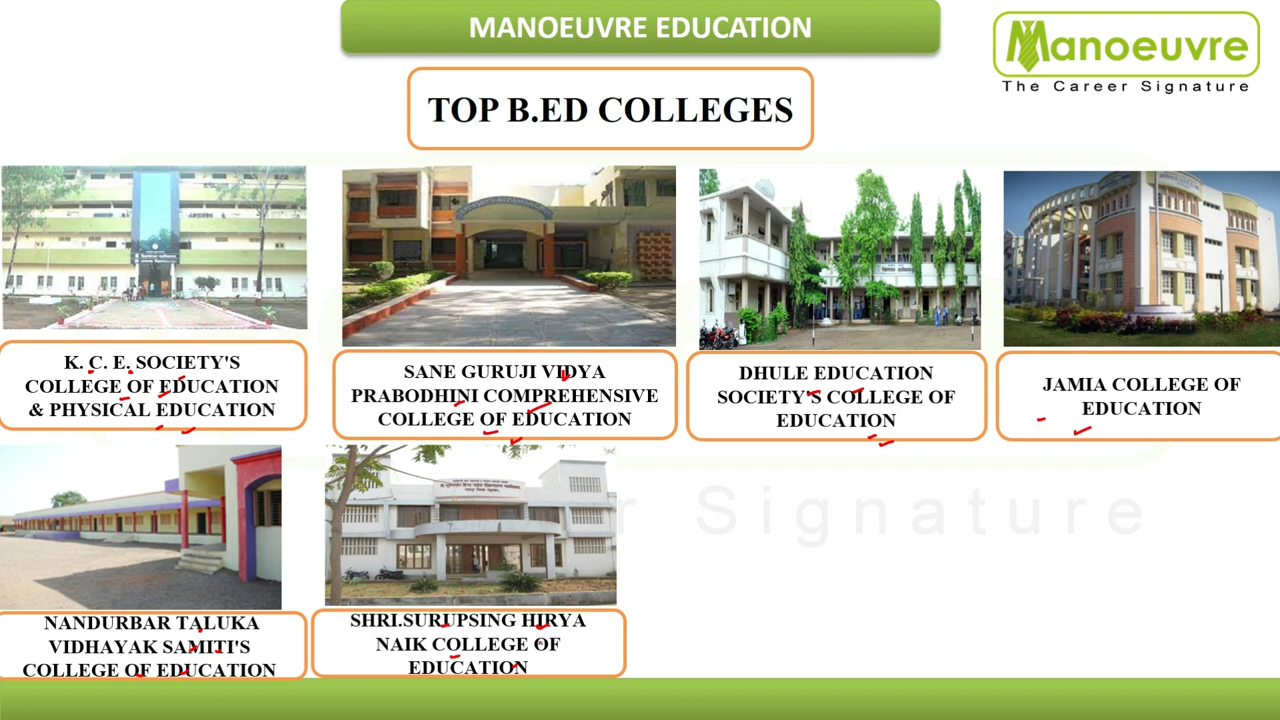 MANOEUVRE EDUCATION
Manoeuvre
The Career Signature
TOP B.ED COLLEGES
K. C. E. SOCIETY'S
COLLEGE OF EDUCATION
& PHYSICAL EDUCATION
SANE GURUJI VIDYA
PRABODHINI COMPREHENSIVE
COLLEGE OF EDUCATION
DHULE EDUCATION
SOCIETY'S COLLEGE OF
EDUCATION
JAMIA COLLEGE OF
EDUCATION
r Signature
NANDURBAR TALUKA
VIDHAYAK SAMITI'S
COLLEGE OF EDUCATION
SHRI.SURUPSING HIRYA
NAIK COLLEGE OF
EDUCATION